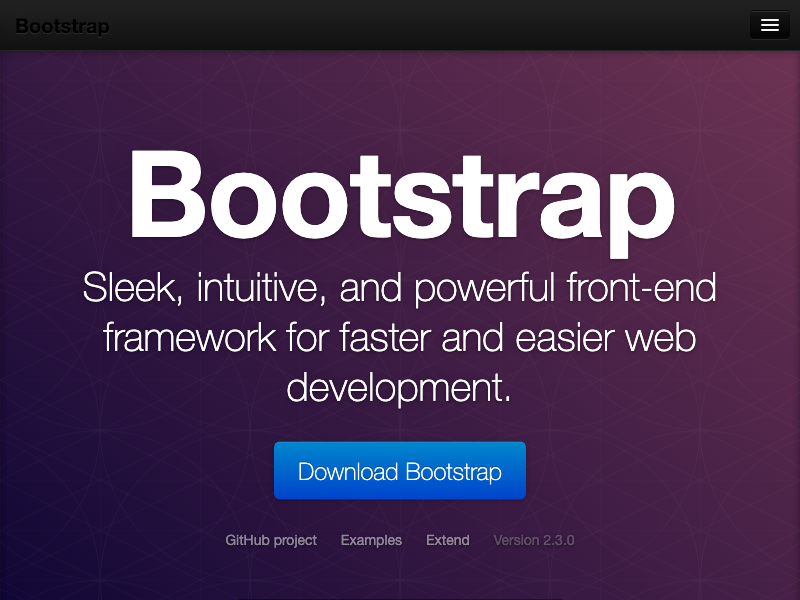 Bootstrap
Bootstrap
Sleek, intuitive, and powerful front-end
framework for faster and easier web
development.
Download Bootstrap
GitHub project Examples Extend Version 2.3.0